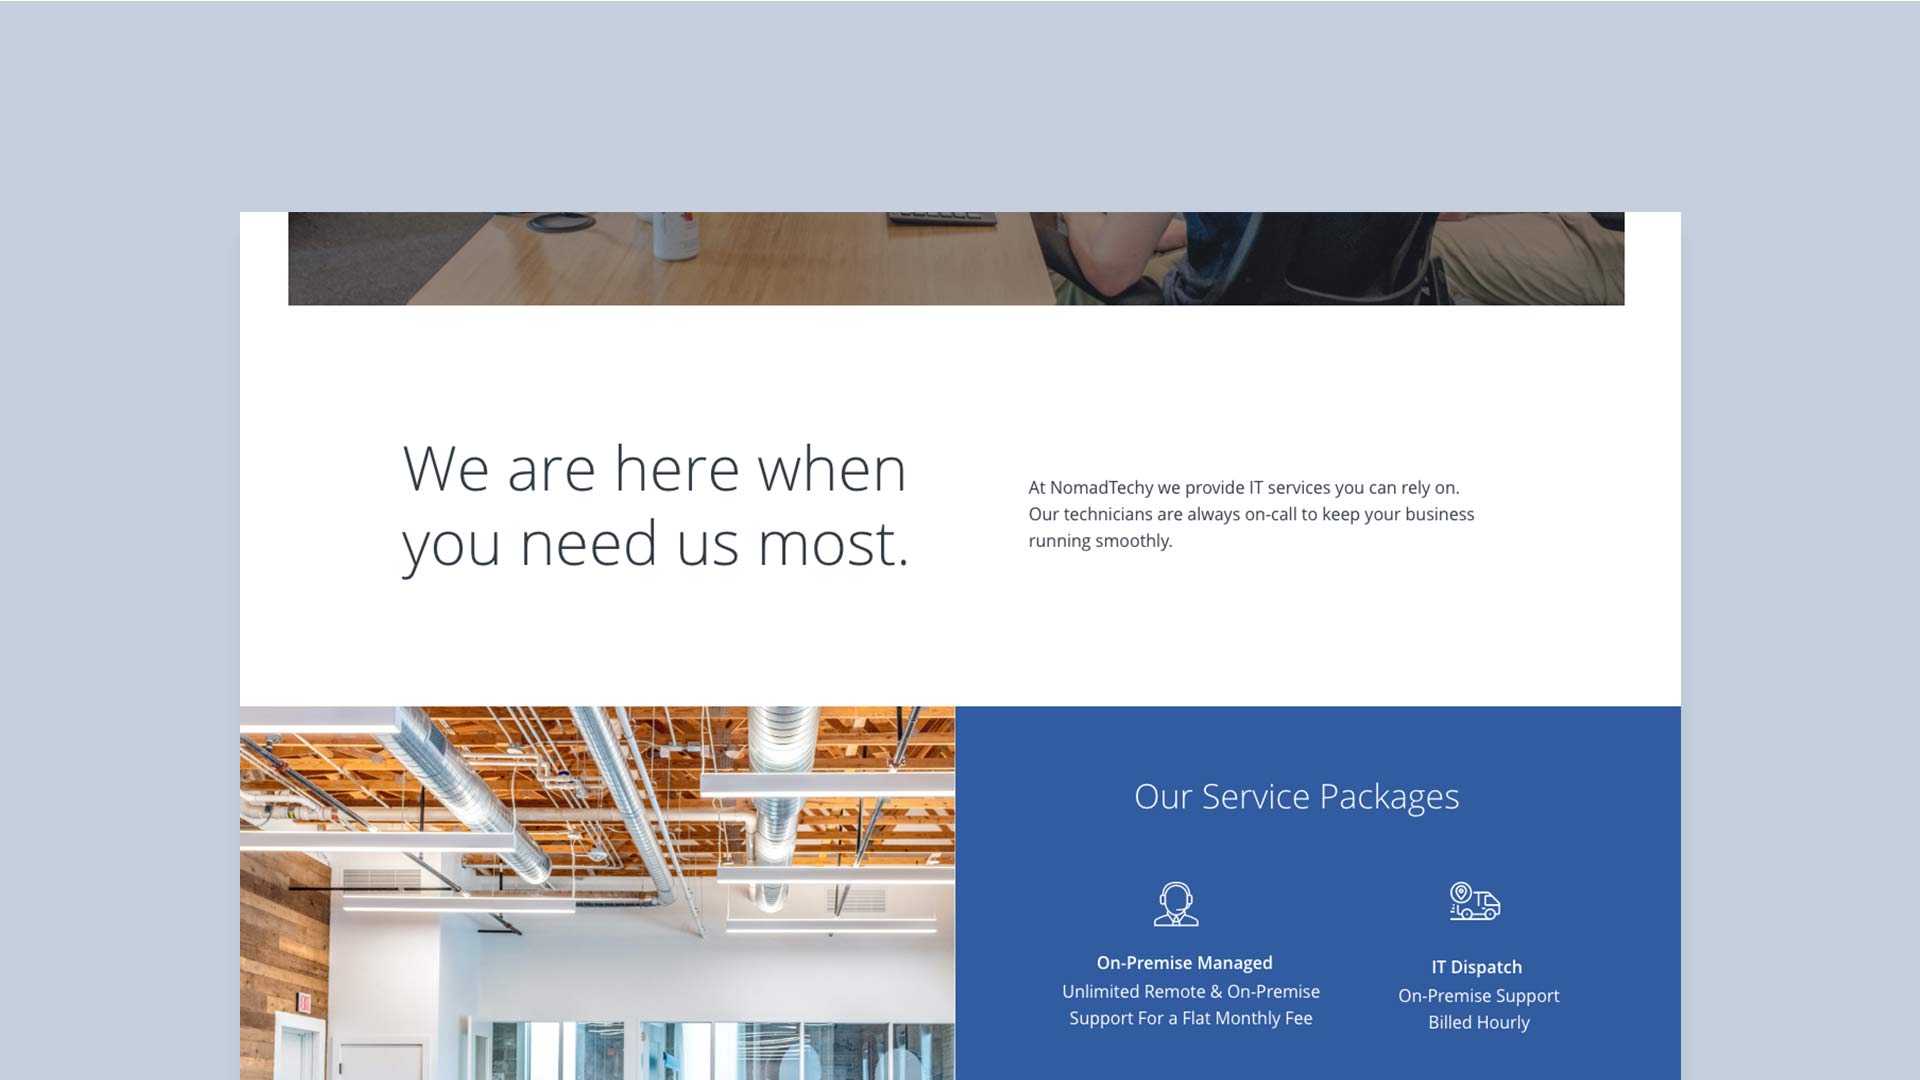 We are here when
you need us most.
At NomadTechy we provide IT services you can rely on.
Our technicians are always on-call to keep your business
running smoothly.
Our Service Packages
On-Premise Managed
Unlimited Remote & On-Premise
Support For a Flat Monthly Fee
IT Dispatch
On-Premise Support
Billed Hourly